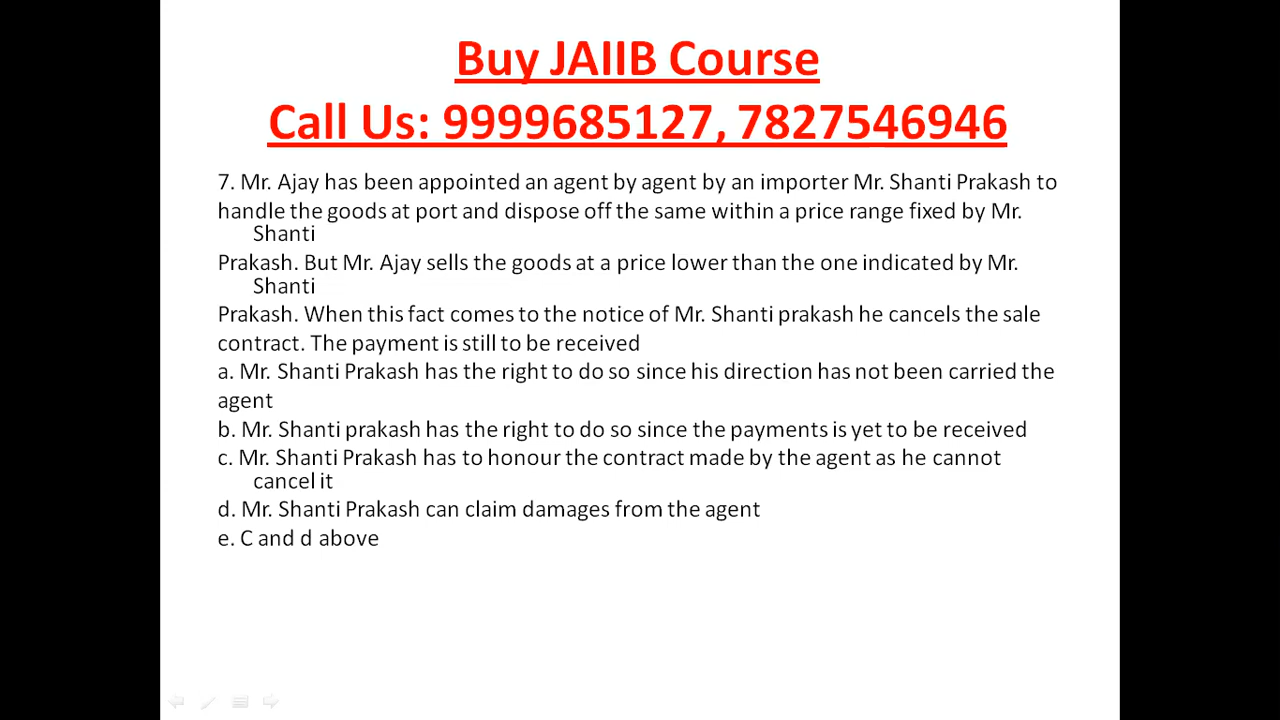 Buy JAIIB Course
Call Us: 9999685127, 7827546946
7. Mr. Ajay has been appointed an agent by agent by an importer Mr. Shanti Prakash to
handle the goods at port and dispose off the same within a price range fixed by Mr.
Shanti
Prakash. But Mr. Ajay sells the goods at a price lower than the one indicated by Mr.
Shanti
Prakash. When this fact comes to the notice of Mr. Shanti prakash he cancels the sale
contract. The payment is still to be received
a. Mr. Shanti Prakash has the right to do so since his direction has not been carried the
agent
b. Mr. Shanti prakash has the right to do so since the payments is yet to be received
c. Mr. Shanti Prakash has to honour the contract made by the agent as he cannot
cancel it
d. Mr. Shanti Prakash can claim damages from the agent
e. C and d above